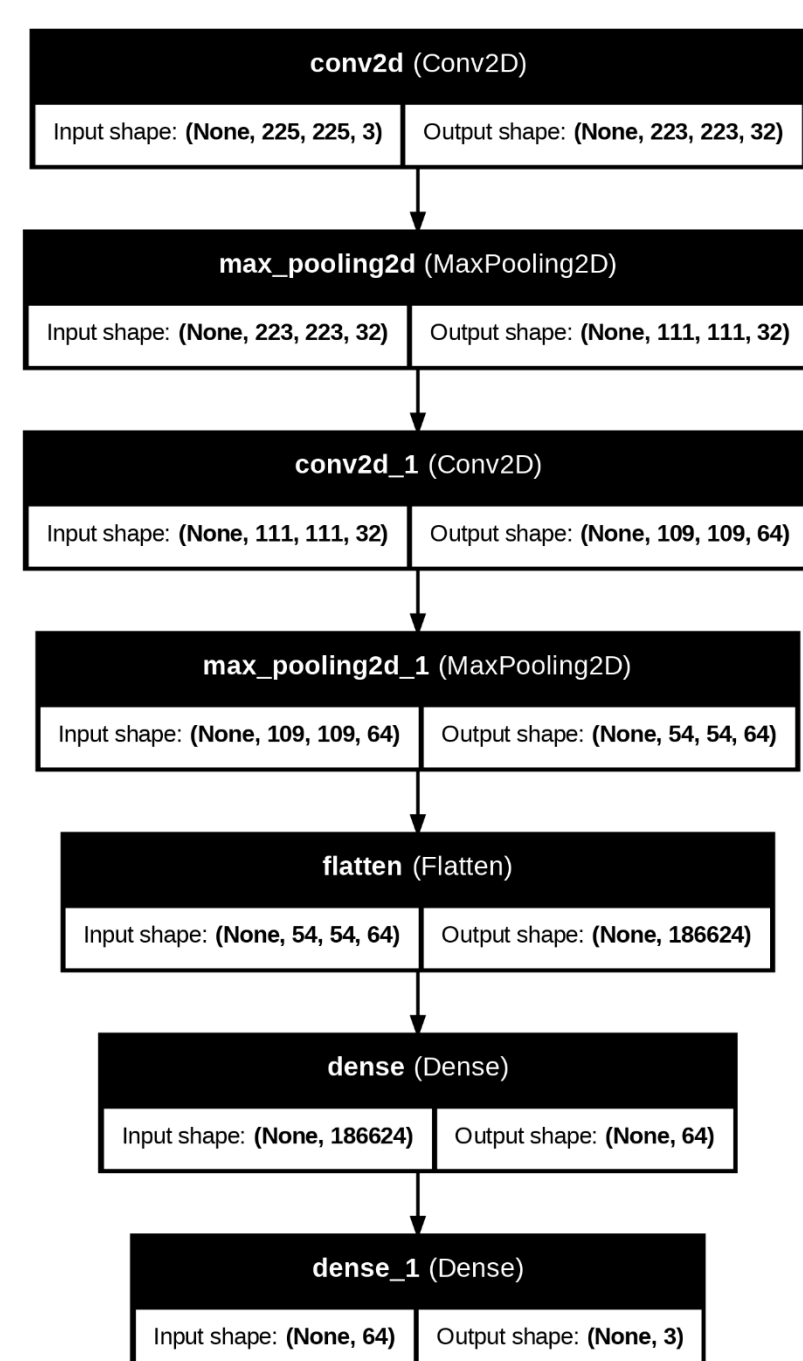 conv2d (Conv2D)
Input shape: (None, 225, 225, 3) Output shape: (None, 223, 223, 32)
max_pooling2d (MaxPooling2D)
Input shape: (None, 223, 223, 32) Output shape: (None, 111, 111, 32)
conv2d_1 (Conv2D)
Input shape: (None, 111, 111, 32) Output shape: (None, 109, 109, 64)
max_pooling2d_1 (MaxPooling2D)
Input shape: (None, 109, 109, 64) Output shape: (None, 54, 54, 64)
flatten (Flatten)
Input shape: (None, 54, 54, 64) Output shape: (None, 186624)
dense (Dense)
Input shape: (None, 186624) Output shape: (None, 64)
dense_1 (Dense)
Input shape: (None, 64) Output shape: (None, 3)